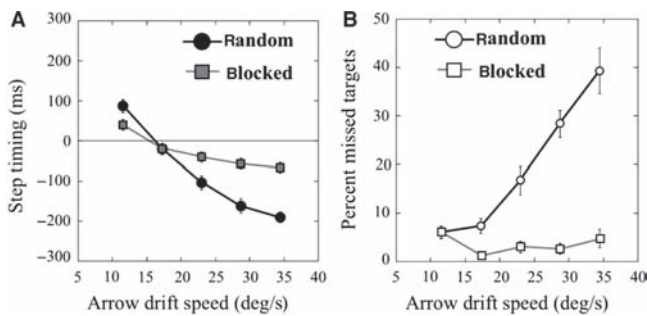 A
Step timing (ms)
300
200
100
0
−100
−200
−300
Random
Blocked
5 10 15 20 25 30 35 40
Arrow drift speed (deg/s)
B
Percent missed targets
50
40
30
20
10
0
Random
Blocked
5 10 15 20 25 30 35 40
Arrow drift speed (deg/s)